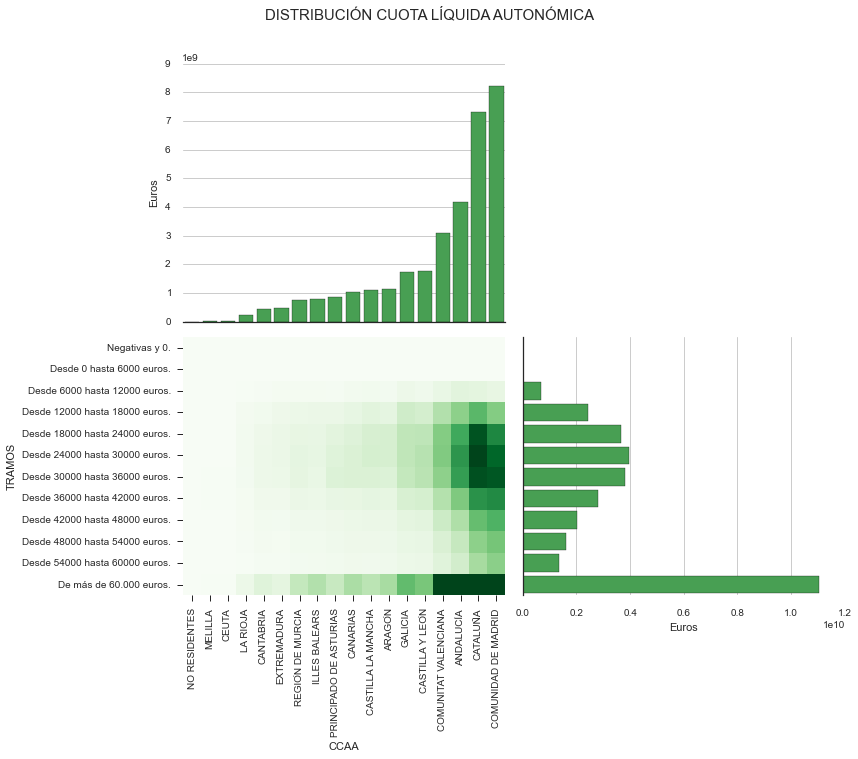 DISTRIBUCIÓN CUOTA LÍQUIDA AUTONÓMICA
1e9
9
8
7
6
5
4
3
2
1
0
Euros
Negativas y 0.
Desde 0 hasta 6000 euros.
Desde 6000 hasta 12000 euros.
Desde 12000 hasta 18000 euros.
Desde 18000 hasta 24000 euros.
Desde 24000 hasta 30000 euros.
Desde 30000 hasta 36000 euros.
Desde 36000 hasta 42000 euros.
Desde 42000 hasta 48000 euros.
Desde 48000 hasta 54000 euros.
Desde 54000 hasta 60000 euros.
De más de 60.000 euros.
TRAMOS
NO RESIDENTES
MELILLA
CEUTA
LA RIOJA
CANTABRIA
EXTREMADURA
REGION DE MURCIA
ILLES BALEARS
PRINCIPADO DE ASTURIAS
CANARIAS
CASTILLA LA MANCHA
ARAGON
GALICIA
CASTILLA Y LEON
COMUNITAT VALENCIANA
ANDALUCÍA
CATALUÑA
COMUNIDAD DE MADRID
CCAA
0.0 0.2 0.4 0.6 0.8 1.0 1.2
1e10
Euros